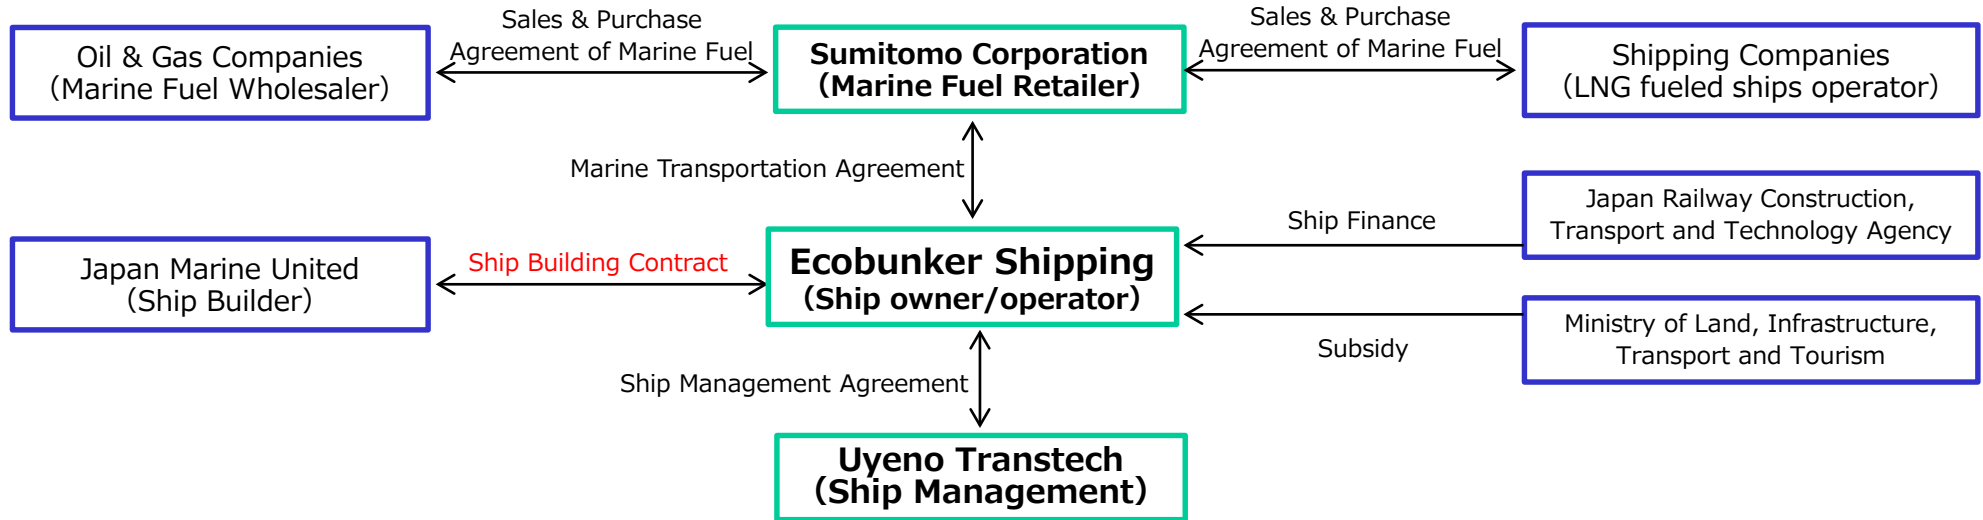 Sales & Purchase
Agreement of Marine Fuel
Sales & Purchase
Agreement of Marine Fuel
Oil & Gas Companies
(Marine Fuel Wholesaler)
Sumitomo Corporation
(Marine Fuel Retailer)
Shipping Companies
(LNG fueled ships operator)
Marine Transportation Agreement
Japan Railway Construction,
Transport and Technology Agency
Ship Finance
Japan Marine United
(Ship Builder)
Ship Building Contract
Ecobunker Shipping
(Ship owner/operator)
Ministry of Land, Infrastructure,
Transport and Tourism
Subsidy
Ship Management Agreement
Uyeno Transtech
(Ship Management)